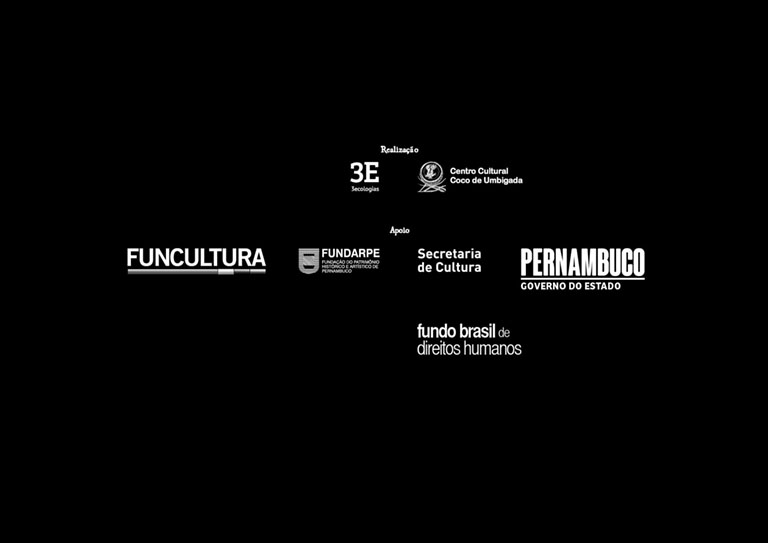 Realização
3E
3ecologias
Centro Cultural
Coco de Umbigada
Apoio
FUNCULTURA
FUNDARPE
FUNDAÇÃO DO PATRIMÔNIO
HISTÓRICO E ARTÍSTICO DE
PERNAMBUCO
Secretaria
de Cultura
PERNAMBUCO
GOVERNO DO ESTADO
fundo brasil de
direitos humanos